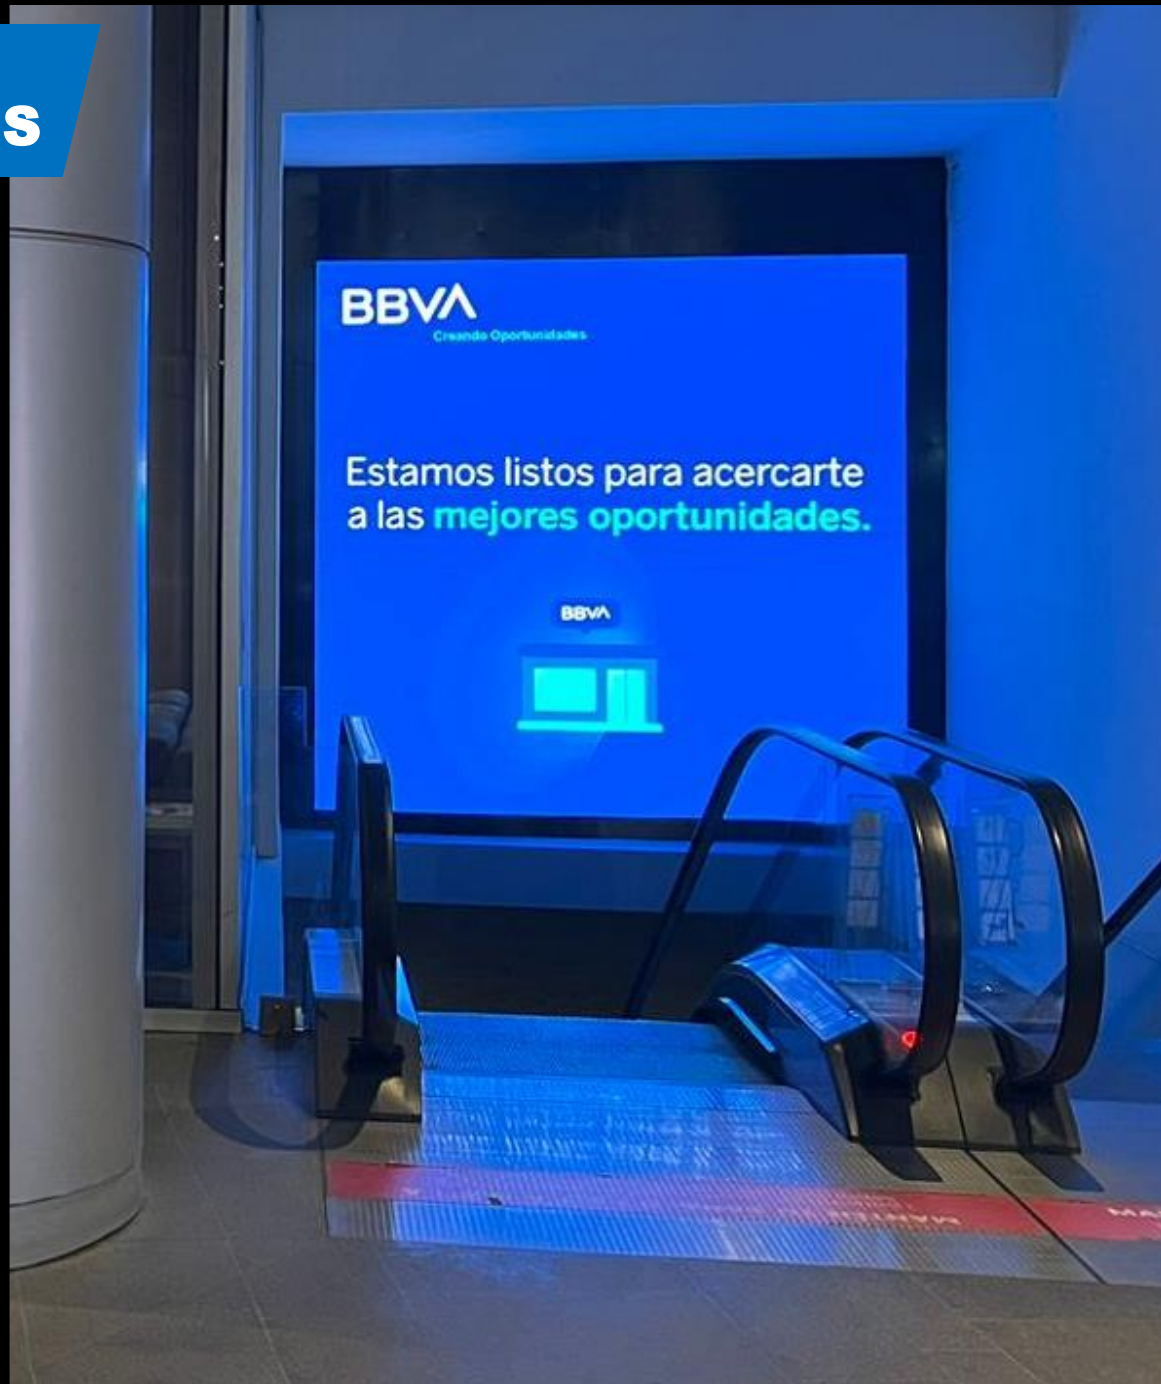 s
BBVA
Creando Oportunidades
Estamos listos para acercarte
a las mejores oportunidades.
BBVA